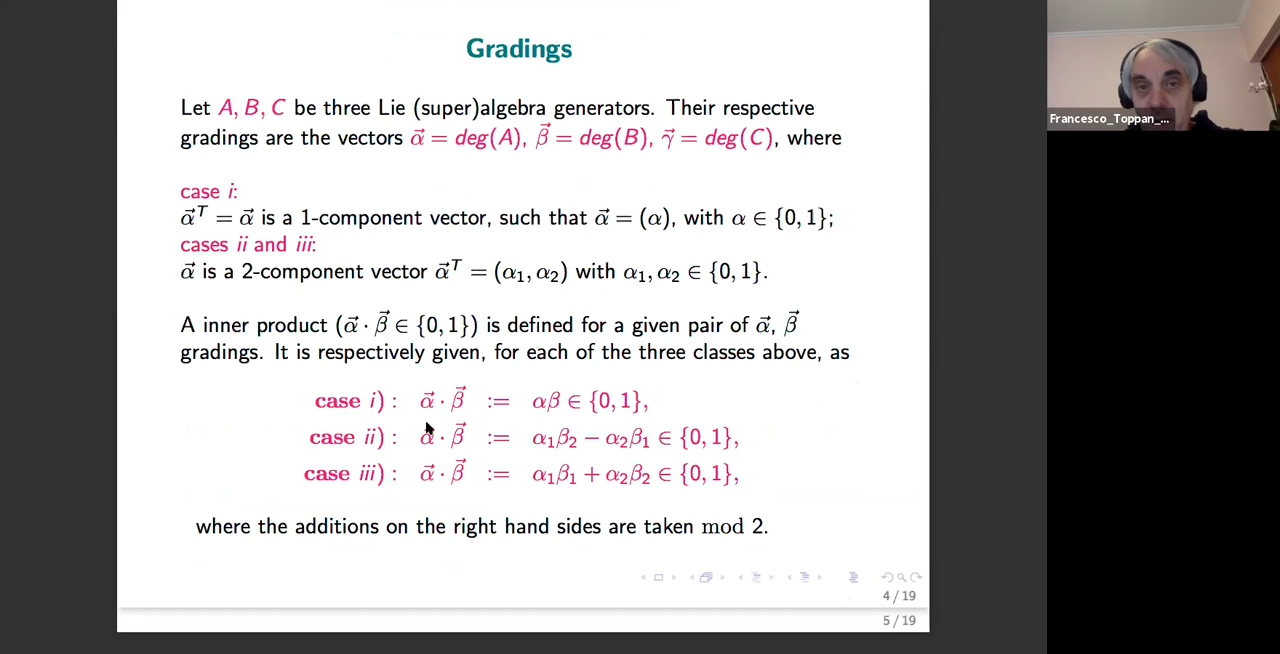 Gradings
Let A, B, C be three Lie (super)algebra generators. Their respective
gradings are the vectors α⃗ = deg(A), β⃗ = deg(B), γ⃗ = deg(C), where
case i:
α⃗ᵀ = α⃗ is a 1-component vector, such that α⃗ = (α), with α ∈ {0, 1};
cases ii and iii:
α⃗ is a 2-component vector α⃗ᵀ = (α₁, α₂) with α₁, α₂ ∈ {0, 1}.
A inner product (α⃗ · β⃗ ∈ {0, 1}) is defined for a given pair of α⃗, β⃗
gradings. It is respectively given, for each of the three classes above, as
case i) : α⃗ · β⃗ := αβ ∈ {0, 1},
case ii) : α⃗ · β⃗ := α₁β₂ − α₂β₁ ∈ {0, 1},
case iii) : α⃗ · β⃗ := α₁β₁ + α₂β₂ ∈ {0, 1},
where the additions on the right hand sides are taken mod 2.
4 / 19
5 / 19
Francesco_Toppan_...